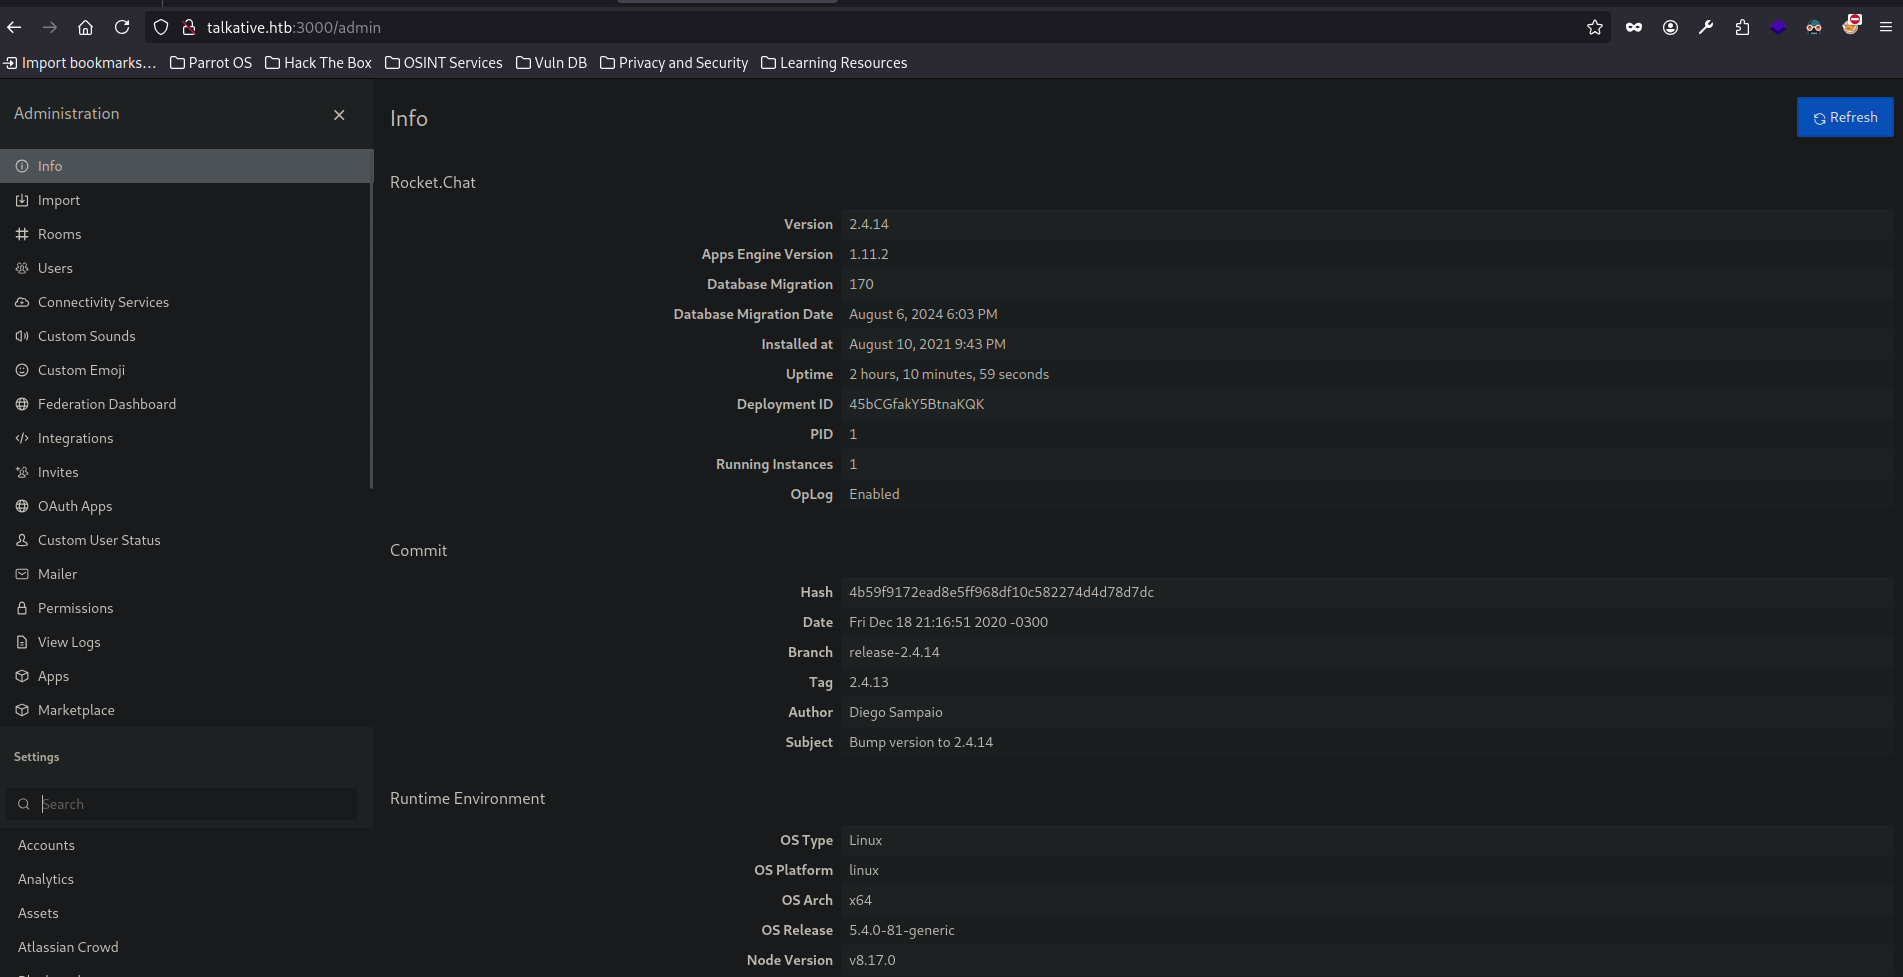 talkative.htb:3000/admin
Import bookmarks... Parrot OS Hack The Box OSINT Services Vuln DB Privacy and Security Learning Resources
Administration
Info
Import
Rooms
Users
Connectivity Services
Custom Sounds
Custom Emoji
Federation Dashboard
Integrations
Invites
OAuth Apps
Custom User Status
Mailer
Permissions
View Logs
Apps
Marketplace
Settings
Search
Accounts
Analytics
Assets
Atlassian Crowd
Info
Refresh
Rocket.Chat
Version 2.4.14
Apps Engine Version 1.11.2
Database Migration 170
Database Migration Date August 6, 2024 6:03 PM
Installed at August 10, 2021 9:43 PM
Uptime 2 hours, 10 minutes, 59 seconds
Deployment ID 45bCGfakY5BtnaKQK
PID 1
Running Instances 1
OpLog Enabled
Commit
Hash 4b59f9172ead8e5ff968df10c582274d4d78d7dc
Date Fri Dec 18 21:16:51 2020 -0300
Branch release-2.4.14
Tag 2.4.13
Author Diego Sampaio
Subject Bump version to 2.4.14
Runtime Environment
OS Type Linux
OS Platform linux
OS Arch x64
OS Release 5.4.0-81-generic
Node Version v8.17.0